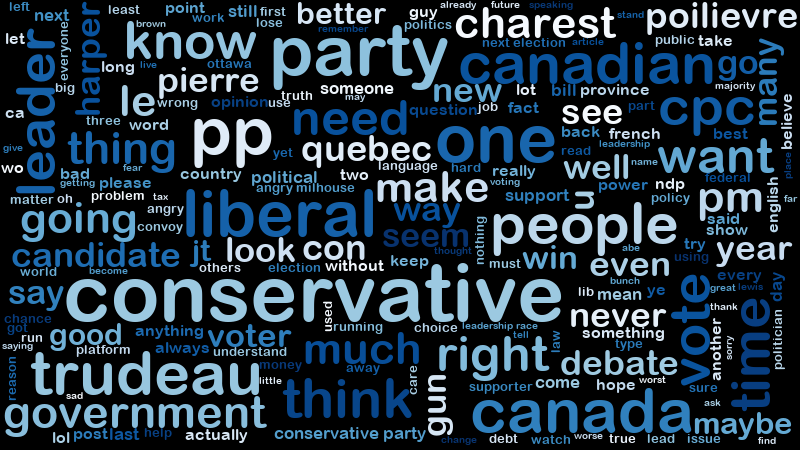 left
next
brown
least
point
work
still
first
lose
better
guy
politics
already
future
speaking
stand
charest
poilievre
let
everyone
harper
know
party
remember
next election
article
public
take
leader
big
long
live
ottawa
pierre
someone
canadian
go
many
ca
le
wrong
opinion
use
truth
may
new
lot
bill
province
majority
give
three
word
pp
need
question
job
fact
see
part
cpc
believe
wo
thing
yet
quebec
one
back
french
best
bad
fear
country
political
two
language
hard
really
read
leadership
well
name
want
place
getting
please
angry
milhouse
make
voting
support
power
ndp
federal
matter
oh
problem
tax
liberal
way
people
u
policy
pm
english
far
going
angry
convoy
seem
nothing
said
show
candidate
jt
look
con
thought
must
win
abe
try
using
year
world
become
others
election
without
keep
even
say
conservative
bunch
lib
mean
ye
every
great
lewis
day
chance
got
run
good
anything
voter
used
running
choice
leadership race
tell
never
something
vote
thank
another
sorry
time
politician
saying
platform
always
understand
much
right
law
type
reason
trudeau
money
away
debate
little
think
care
gun
supporter
come
hope
worst
sure
sad
government
canada
ask
maybe
lol
post
last
help
actually
conservative party
change
debt
watch
worse
true
lead
issue
find